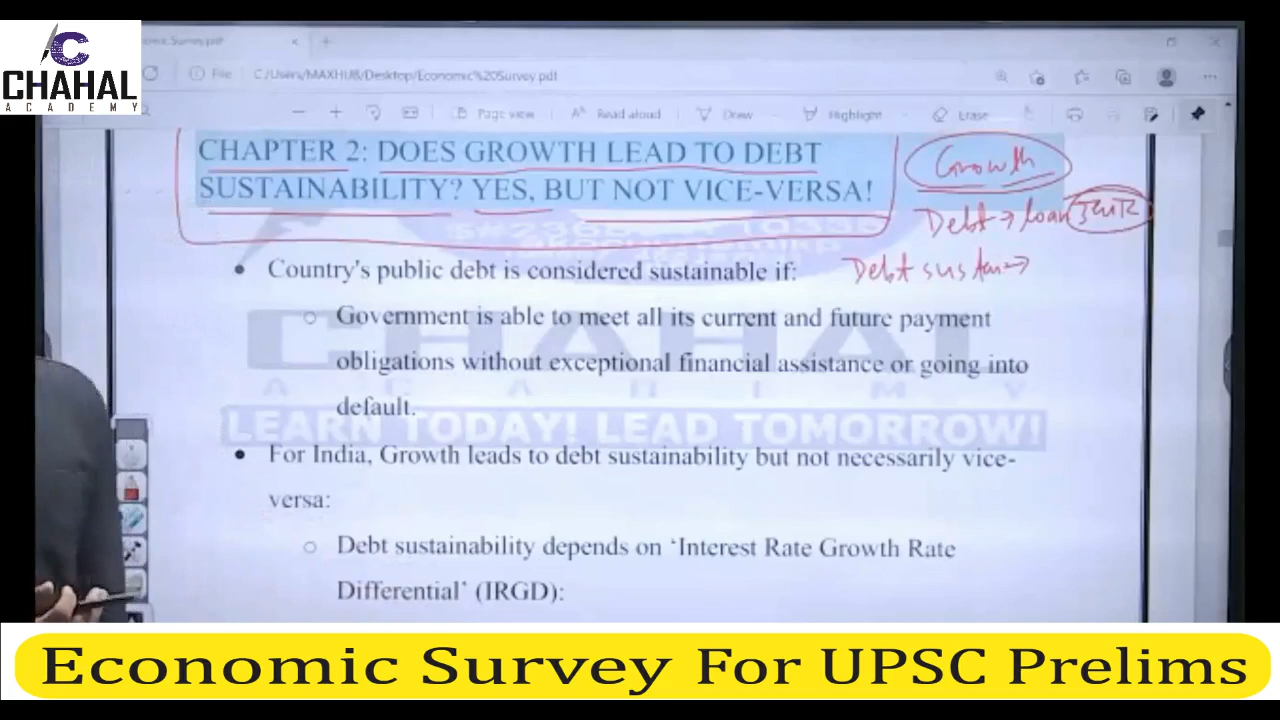 CHAHAL
ACADEMY
File
C:/Users/MAXHUB/Desktop/Economic%20Survey.pdf
Page view
Read aloud
Draw
Highlight
Erase
CHAPTER 2: DOES GROWTH LEAD TO DEBT
SUSTAINABILITY? YES, BUT NOT VICE-VERSA!
Growth
Debt → loan
Debt sustan →
• Country's public debt is considered sustainable if:
○ Government is able to meet all its current and future payment
obligations without exceptional financial assistance or going into
default.
CHAHAL
LEARN TODAY! LEAD TOMORROW!
• For India, Growth leads to debt sustainability but not necessarily vice-
versa:
○ Debt sustainability depends on ‘Interest Rate Growth Rate
Differential’ (IRGD):
Economic Survey For UPSC Prelims